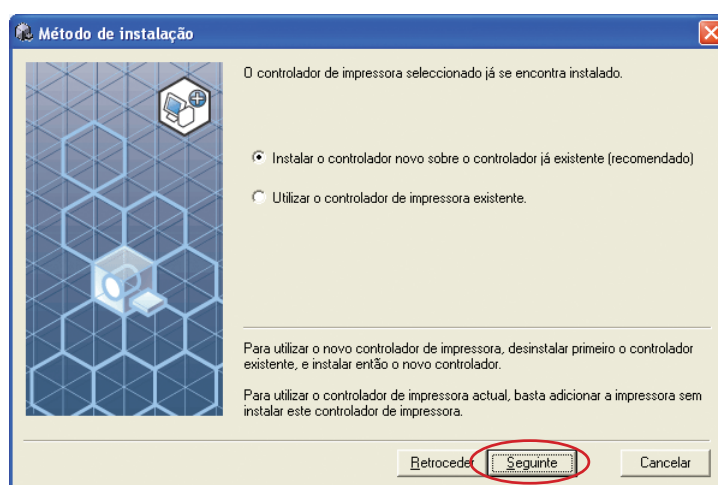 Método de instalação
O controlador de impressora seleccionado já se encontra instalado.
Instalar o controlador novo sobre o controlador já existente (recomendado)
Utilizar o controlador de impressora existente.
Para utilizar o novo controlador de impressora, desinstalar primeiro o controlador
existente, e instalar então o novo controlador.
Para utilizar o controlador de impressora actual, basta adicionar a impressora sem
instalar este controlador de impressora.
Retroceder Seguinte Cancelar